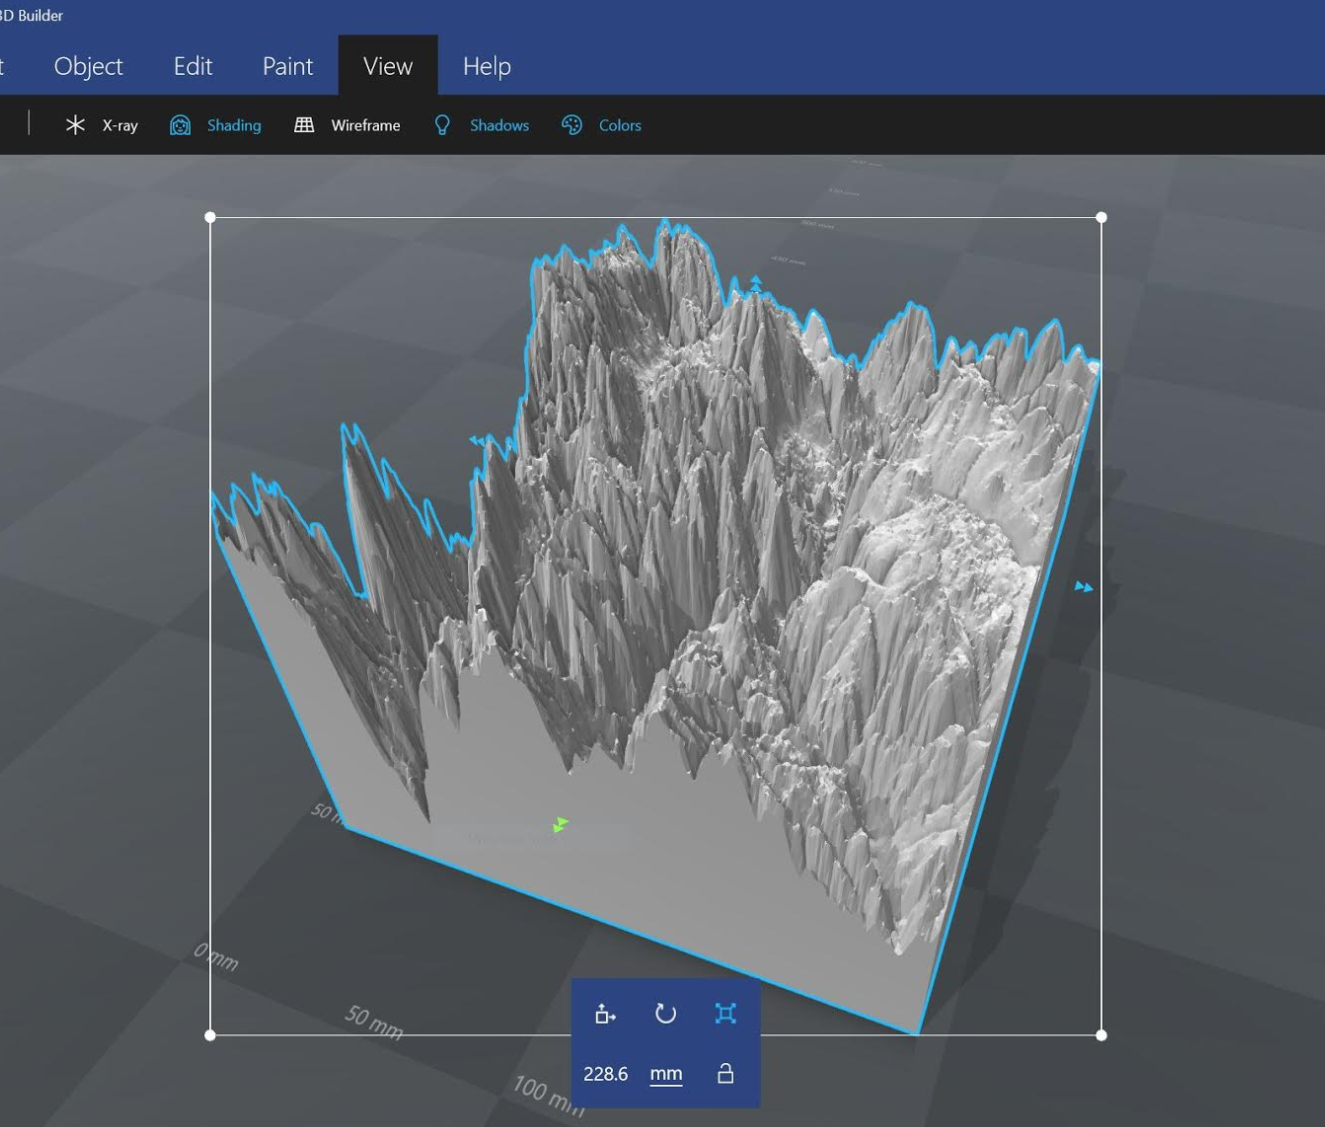 3D Builder
t Object Edit Paint View Help
X-ray Shading Wireframe Shadows Colors
50 m
0 mm
50 mm
100 mm
228.6 mm